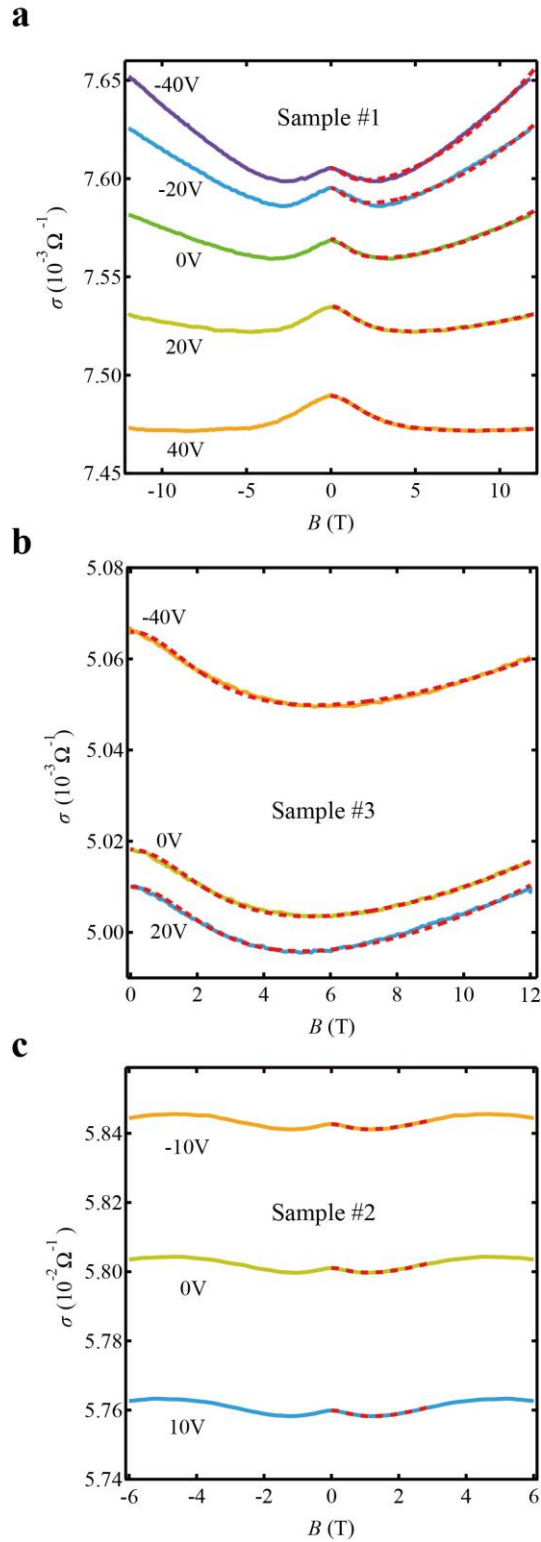 a
7.65
7.60
7.55
7.50
7.45
σ (10⁻³Ω⁻¹)
-40V
Sample #1
-20V
0V
20V
40V
-10
-5
0
5
10
B (T)
b
5.08
5.06
5.04
5.02
5.00
σ (10⁻³Ω⁻¹)
-40V
Sample #3
0V
20V
0
2
4
6
8
10
12
B (T)
c
5.84
5.82
5.80
5.78
5.76
5.74
σ (10⁻²Ω⁻¹)
-10V
Sample #2
0V
10V
-6
-4
-2
0
2
4
6
B (T)